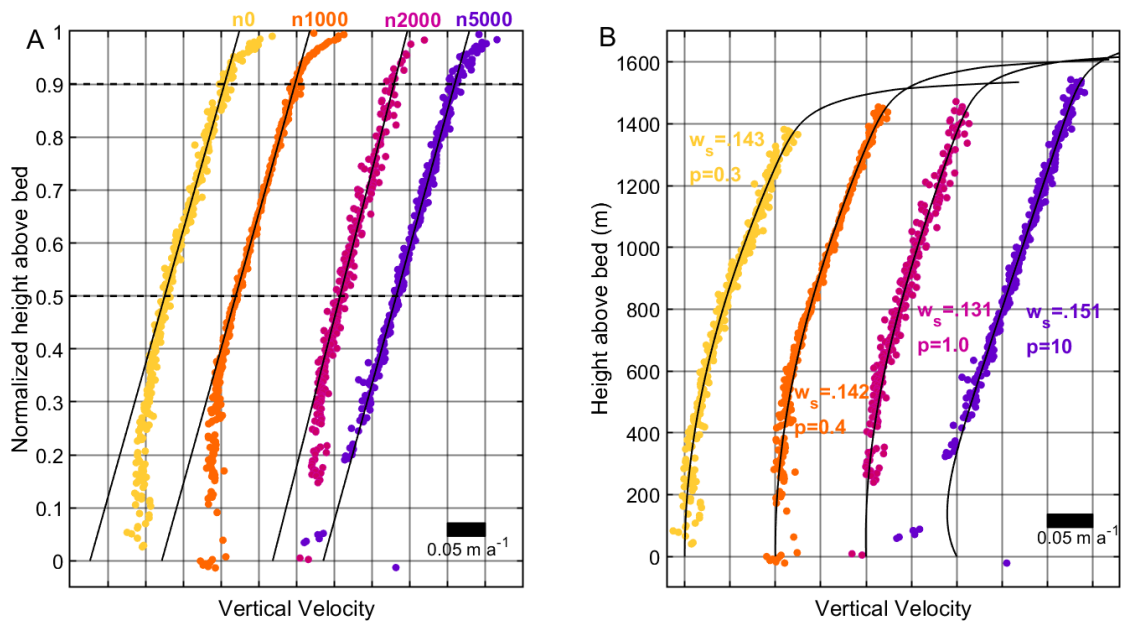 n0 n1000 n2000 n5000
A
1
0.9
0.8
0.7
0.6
0.5
0.4
0.3
0.2
0.1
0
Normalized height above bed
0.05 m a-1
Vertical Velocity
B
1600
1400
1200
1000
800
600
400
200
0
Height above bed (m)
ws=.143
p=0.3
ws=.142
p=0.4
ws=.131
p=1.0
ws=.151
p=10
0.05 m a-1
Vertical Velocity